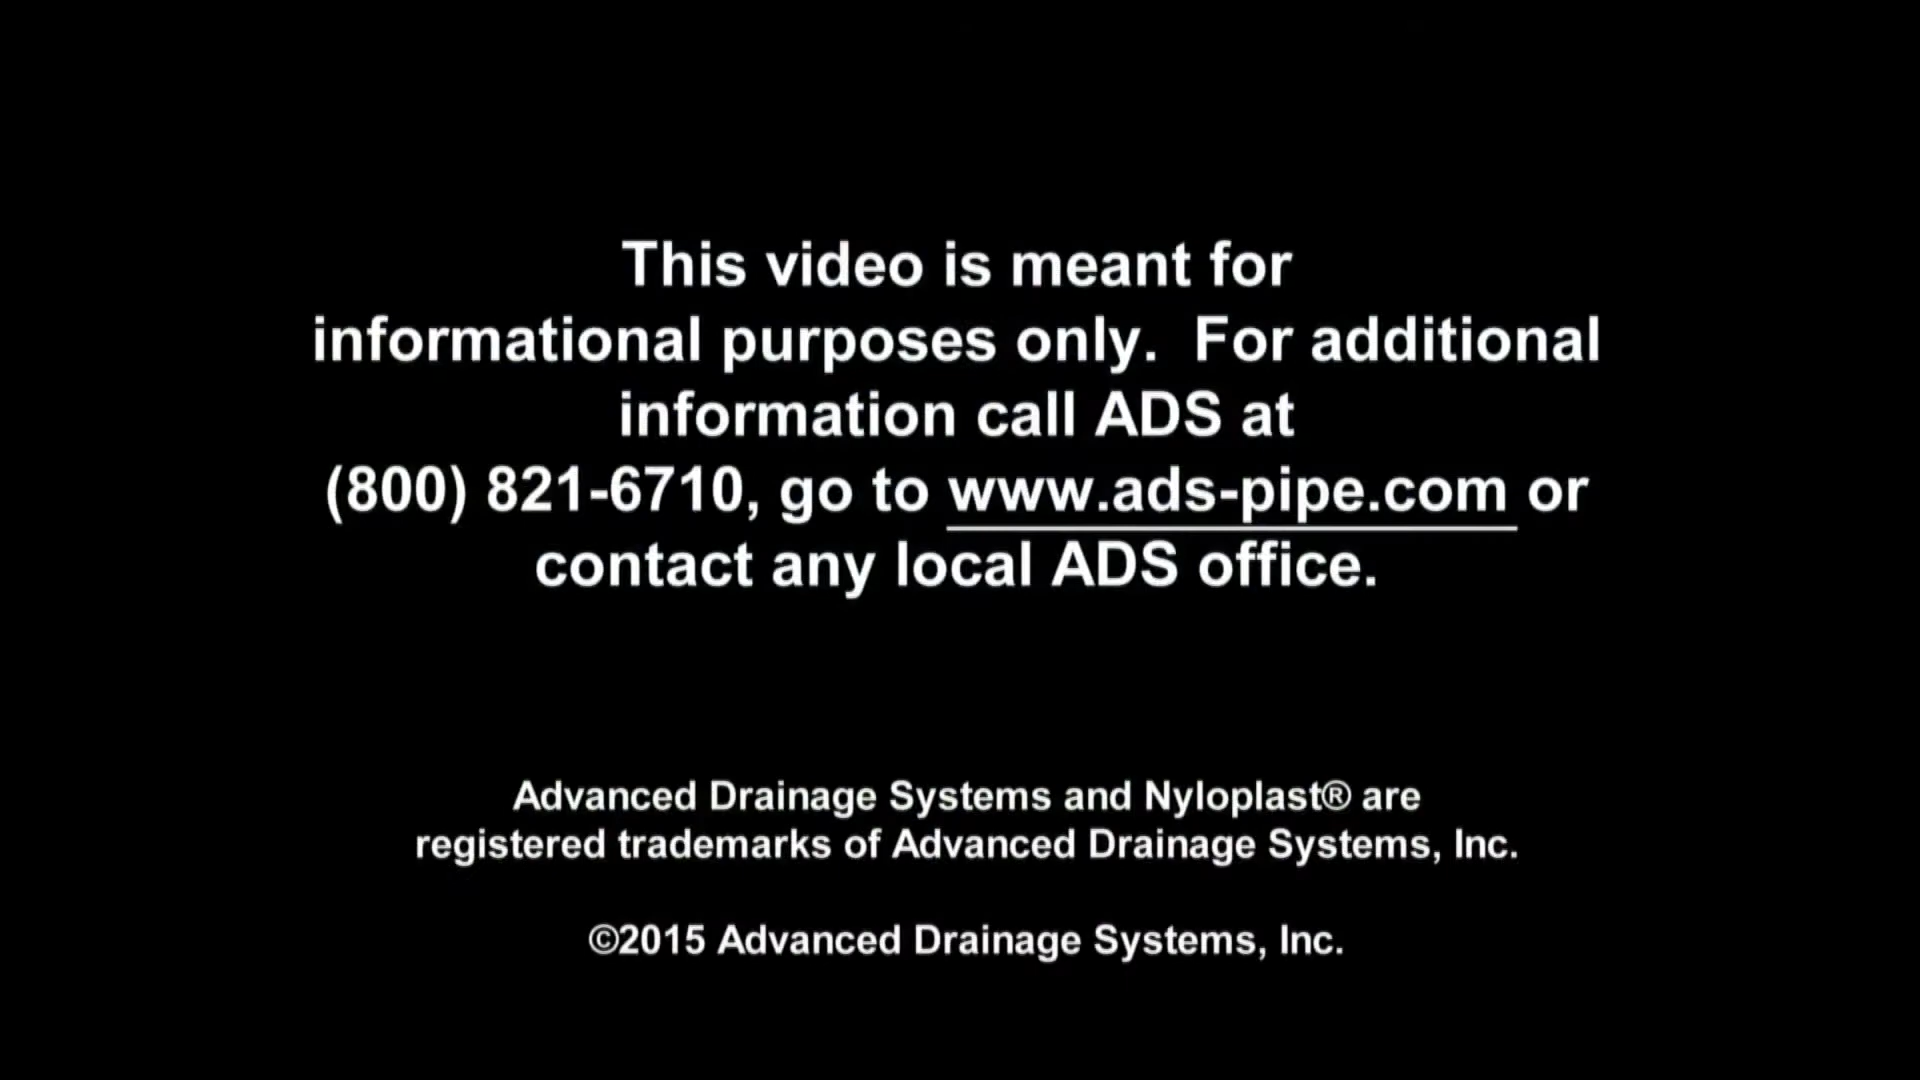 This video is meant for
informational purposes only.  For additional
information call ADS at
(800) 821-6710, go to www.ads-pipe.com or
contact any local ADS office.
Advanced Drainage Systems and Nyloplast® are
registered trademarks of Advanced Drainage Systems, Inc.
©2015 Advanced Drainage Systems, Inc.